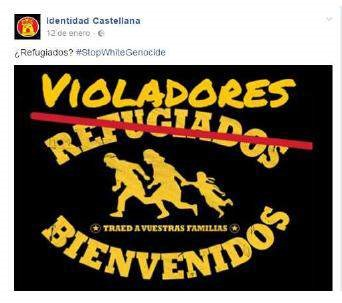 Identidad Castellana
12 de enero ·
¿Refugiados? #StopWhiteGenocide
VIOLADORES
REFUGIADOS
TRAED A VUESTRAS FAMILIAS
BIENVENIDOS